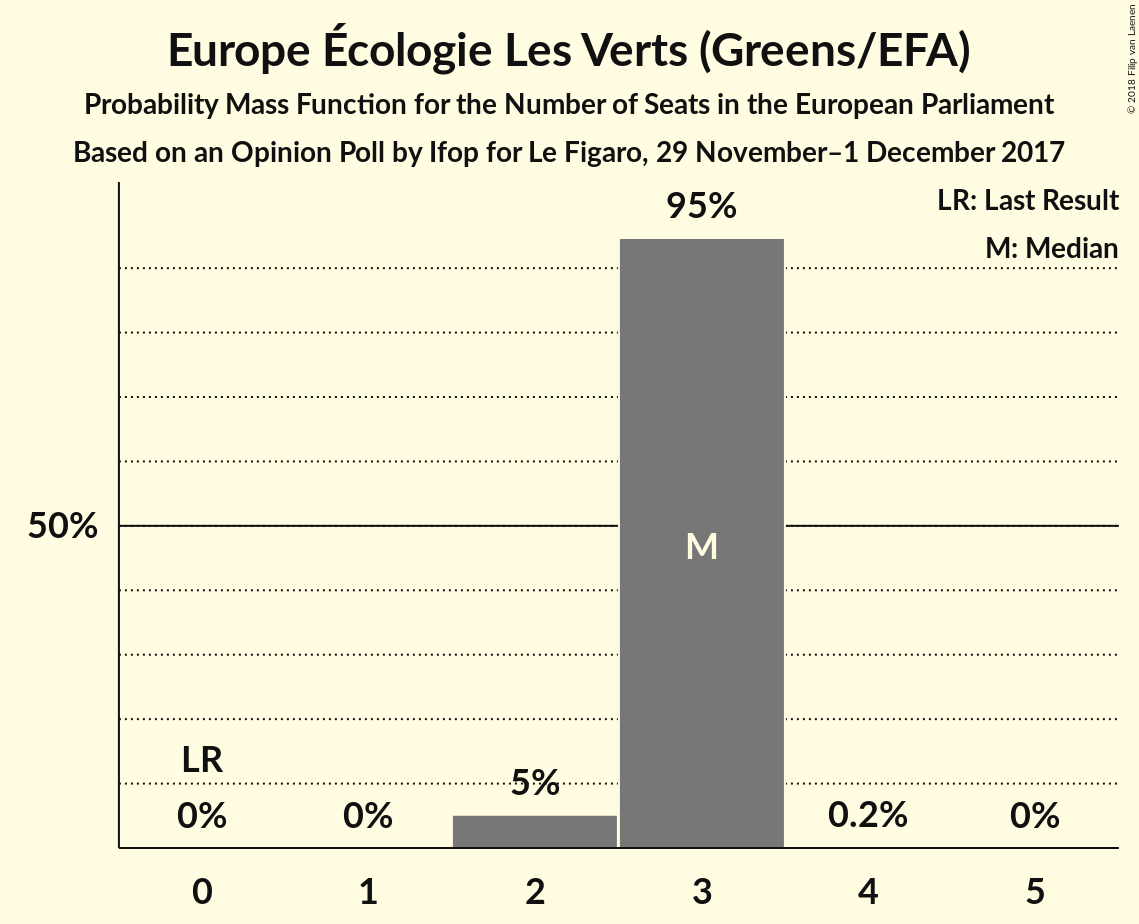 Europe Écologie Les Verts (Greens/EFA)
Probability Mass Function for the Number of Seats in the European Parliament
Based on an Opinion Poll by Ifop for Le Figaro, 29 November–1 December 2017
© 2018 Filip van Laenen
LR: Last Result
M: Median
95%
50%
M
LR
0%
0%
5%
0.2%
0%
0 1 2 3 4 5